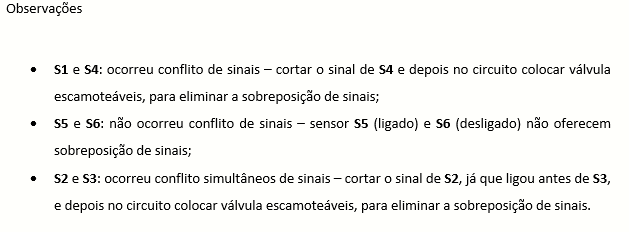 Observações
• S1 e S4: ocorreu conflito de sinais – cortar o sinal de S4 e depois no circuito colocar válvula
escamoteáveis, para eliminar a sobreposição de sinais;
• S5 e S6: não ocorreu conflito de sinais – sensor S5 (ligado) e S6 (desligado) não oferecem
sobreposição de sinais;
• S2 e S3: ocorreu conflito simultâneos de sinais – cortar o sinal de S2, já que ligou antes de S3,
e depois no circuito colocar válvula escamoteáveis, para eliminar a sobreposição de sinais.